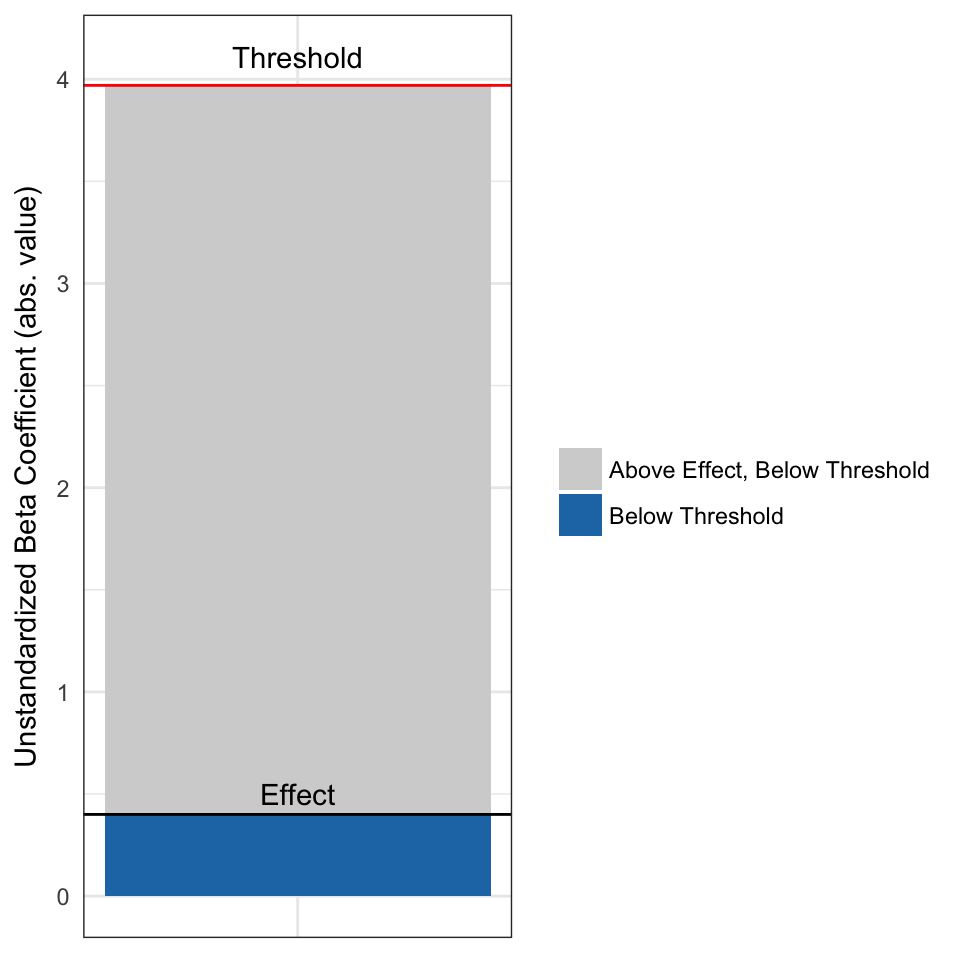 Threshold
4
3
2
1
0
Unstandardized Beta Coefficient (abs. value)
Effect
Above Effect, Below Threshold
Below Threshold